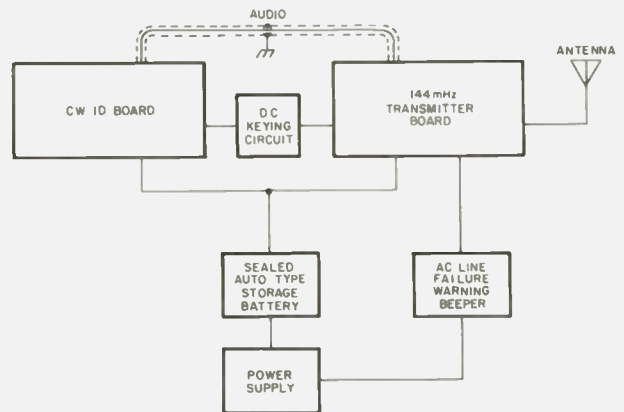 AUDIO
ANTENNA
CW ID BOARD
DC
KEYING
CIRCUIT
144 mHz
TRANSMITTER
BOARD
SEALED
AUTO TYPE
STORAGE
BATTERY
AC LINE
FAILURE
WARNING
BEEPER
POWER
SUPPLY